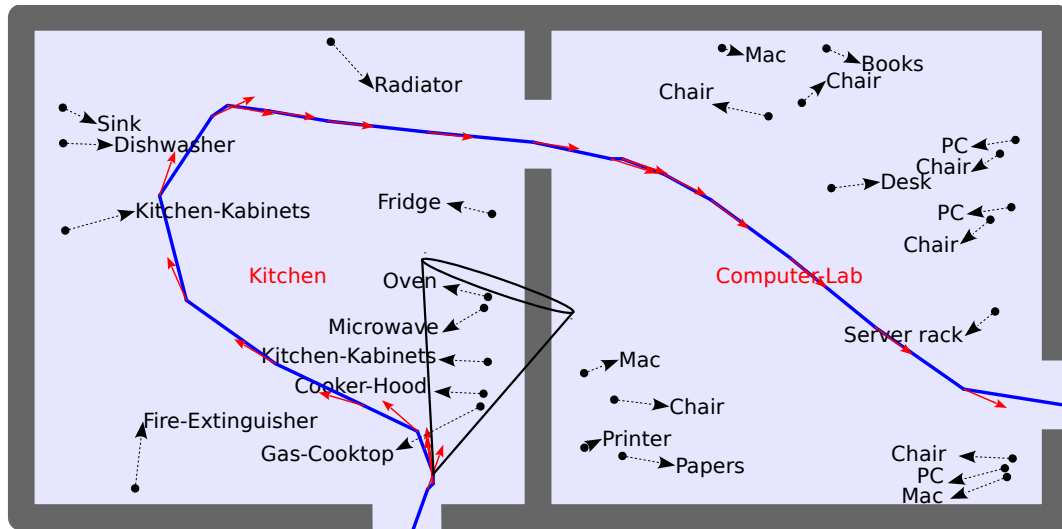 Radiator
Sink
Dishwasher
Kitchen-Kabinets
Fridge
Kitchen
Oven
Microwave
Kitchen-Kabinets
Cooker-Hood
Fire-Extinguisher
Gas-Cooktop
Mac
Books
Chair
Chair
PC
Chair
Desk
PC
Chair
Computer-Lab
Server rack
Mac
Chair
Printer
Papers
Chair
PC
Mac